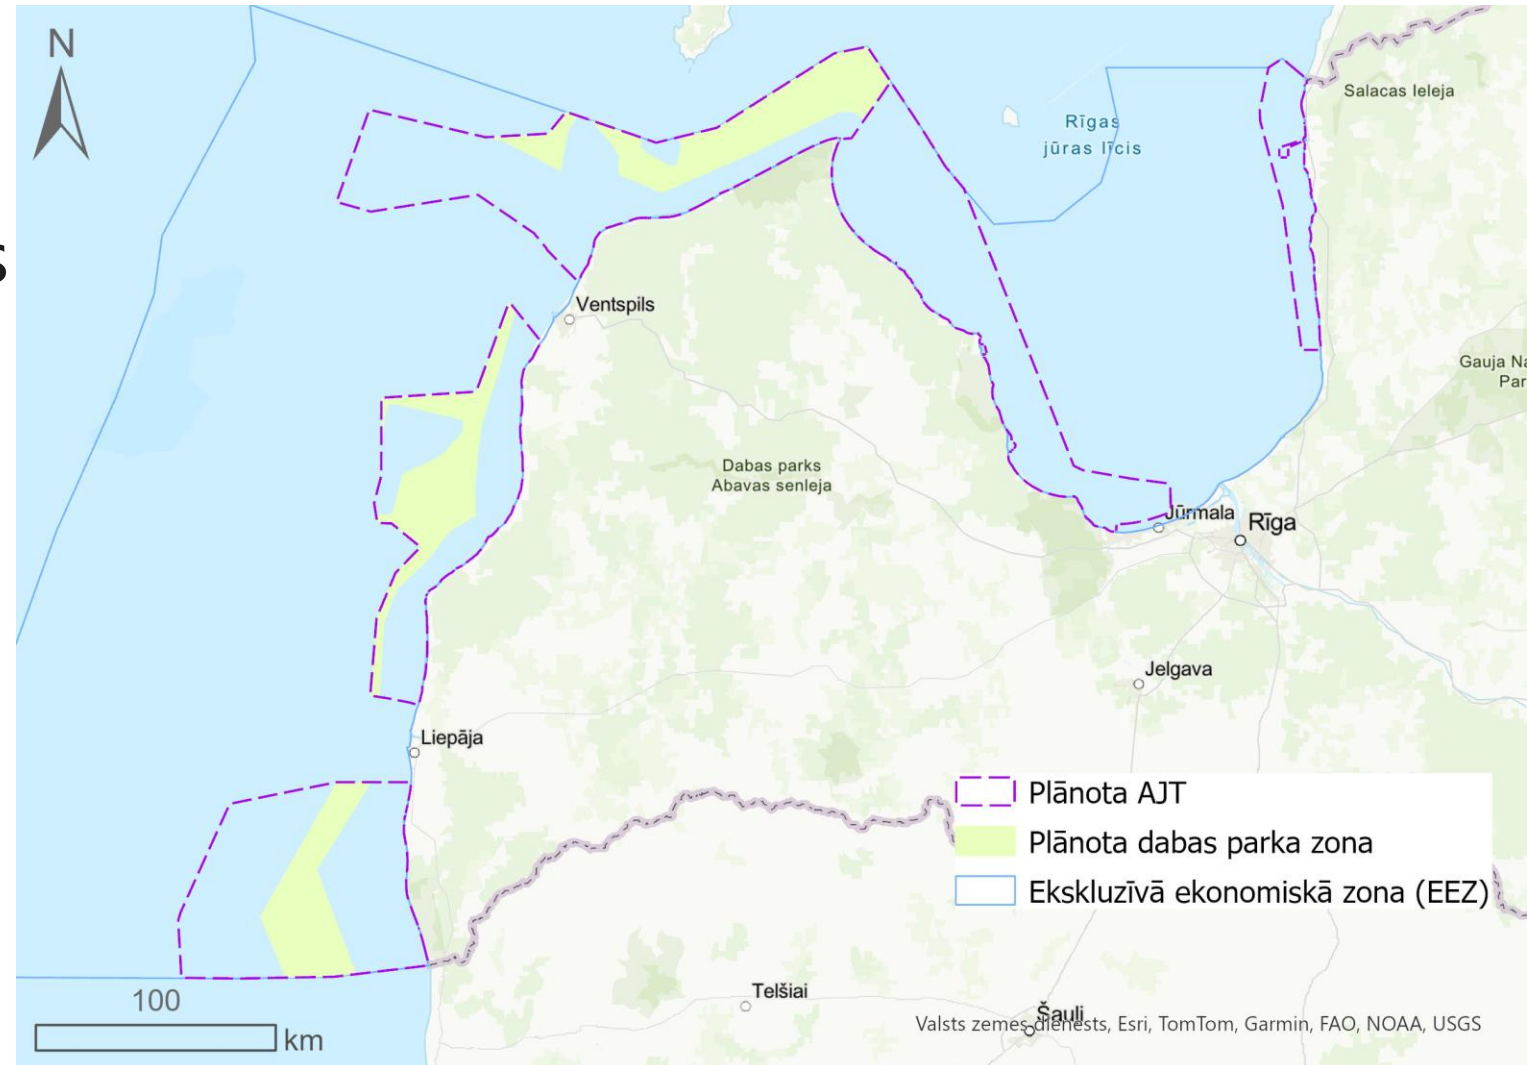 N
Salacas leleja
Rīgas
jūras līcis
s
Ventspils
Gauja Na
Par
Dabas parks
Abavas senleja
Jūrmala
Rīga
Jelgava
Liepāja
Plānota AJT
Plānota dabas parka zona
Ekskluzīvā ekonomiskā zona (EEZ)
Telšiai
100
km
Šauļi
Valsts zemes dienests, Esri, TomTom, Garmin, FAO, NOAA, USGS